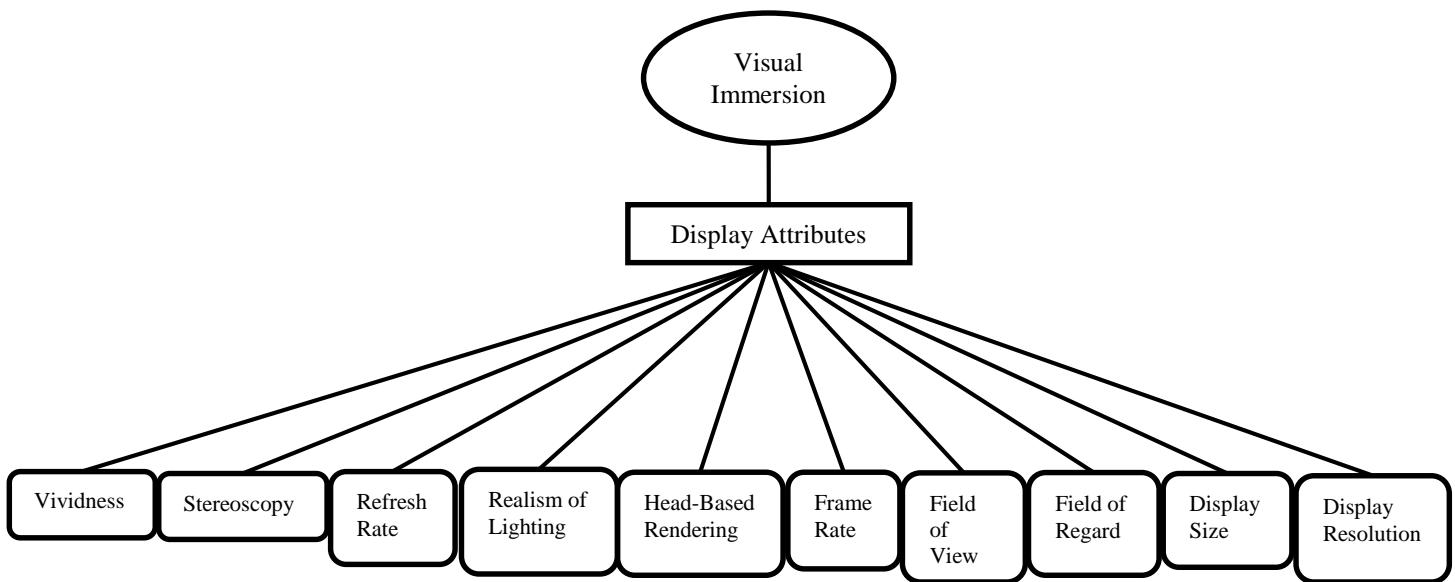 Visual
Immersion
Display Attributes
Vividness
Stereoscopy
Refresh
Rate
Realism of
Lighting
Head-Based
Rendering
Frame
Rate
Field
of
View
Field of
Regard
Display
Size
Display
Resolution